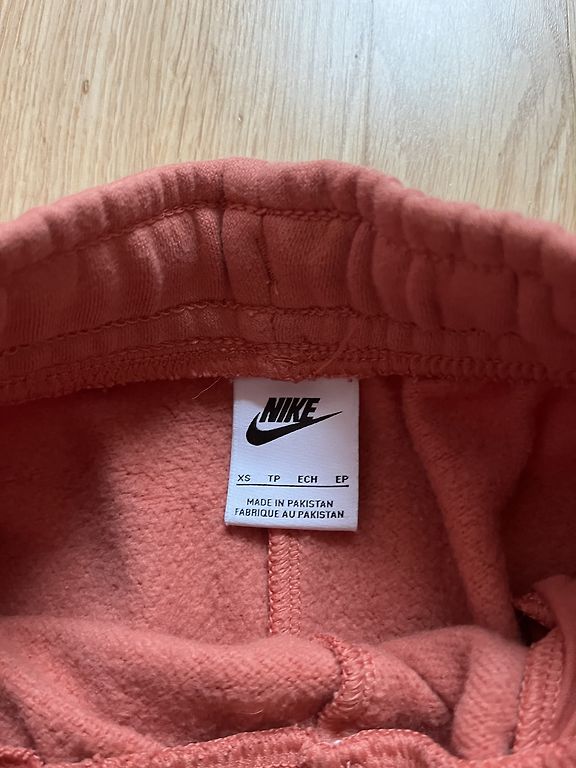 NIKE
XS TP ECH EP
MADE IN PAKISTAN
FABRIQUE AU PAKISTAN